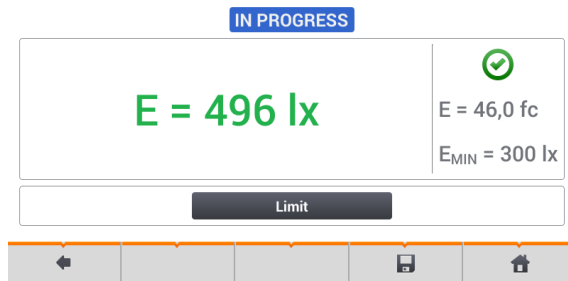 IN PROGRESS
E = 496 lx
E = 46,0 fc
EMIN = 300 lx
Limit